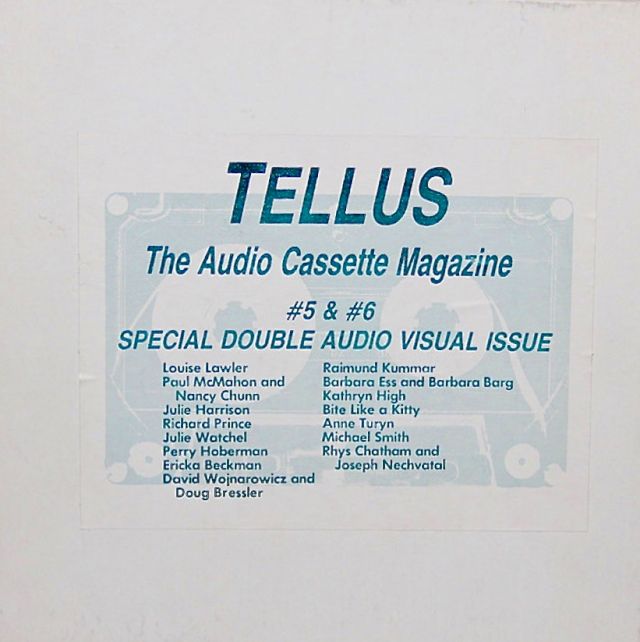 TELLUS
The Audio Cassette Magazine
#5 & #6
SPECIAL DOUBLE AUDIO VISUAL ISSUE
Louise Lawler
Paul McMahon and
Nancy Chunn
Julie Harrison
Richard Prince
Julie Watchel
Perry Hoberman
Ericka Beckman
David Wojnarowicz and
Doug Bressler
Raimund Kummar
Barbara Ess and Barbara Barg
Kathryn High
Bite Like a Kitty
Anne Turyn
Michael Smith
Rhys Chatham and
Joseph Nechvatal